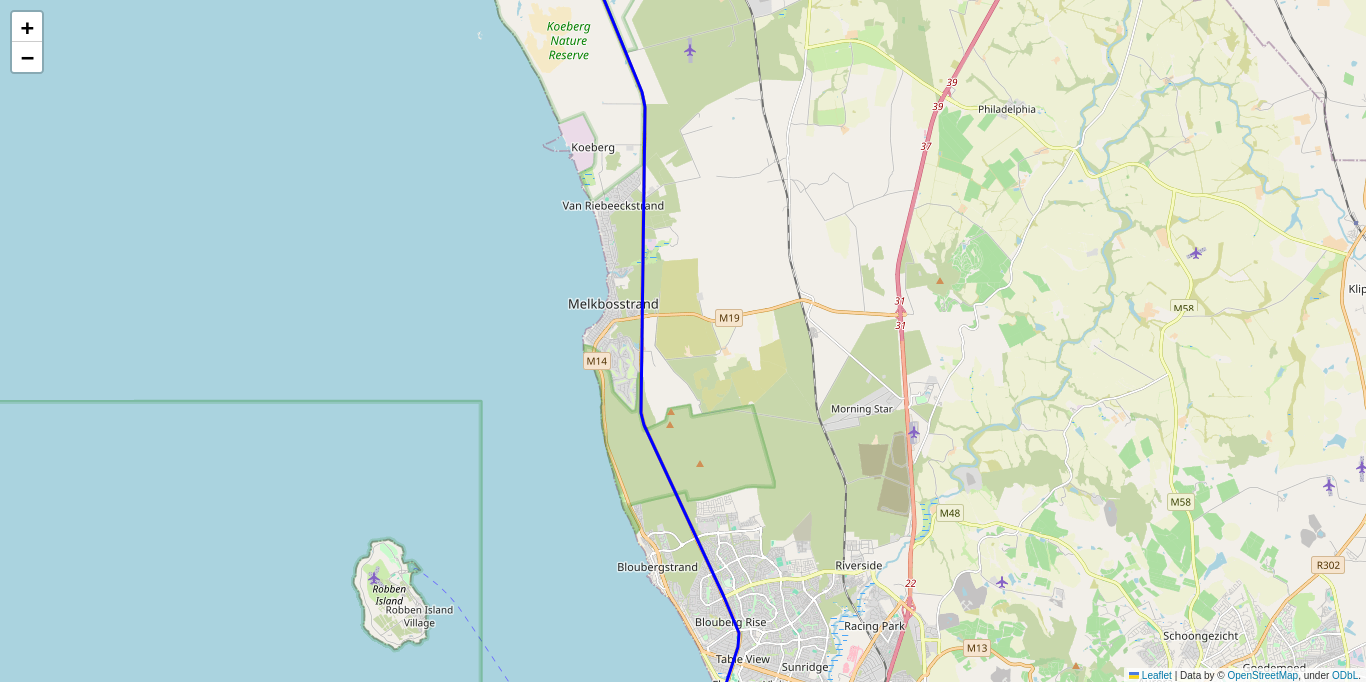 +
−
Koeberg
Nature
Reserve
39
39
Philadelphia
37
Koeberg
Van Riebeeckstrand
31
31
Melkbosstrand
M19
M58
Klip
M14
Morning Star
M58
M48
R302
Bloubergstrand
Riverside
22
Robben
Island
Robben Island
Village
Blouberg Rise
Racing Park
Schoongezicht
M13
Table View
Sunridge
Goedemoed
Leaflet | Data by © OpenStreetMap, under ODbL.